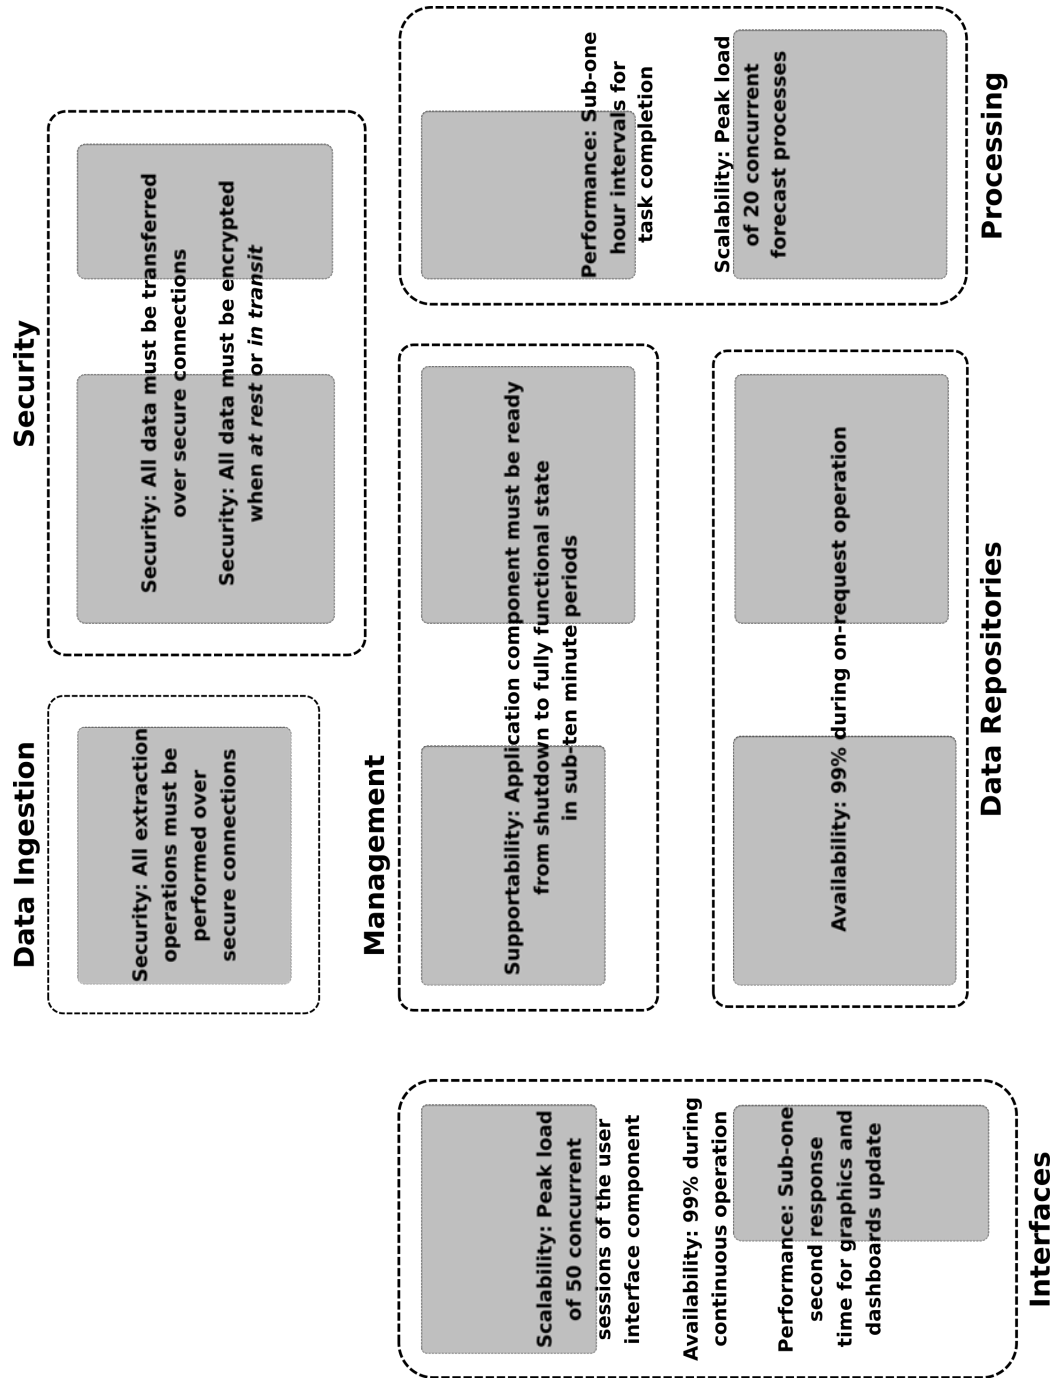 Data Ingestion
Security: All extraction
operations must be
performed over
secure connections
Security
Security: All data must be transferred
over secure connections
Security: All data must be encrypted
when at rest or in transit
Management
Supportability: Application component must be ready
from shutdown to fully functional state
in sub-ten minute periods
Processing
Performance: Sub-one
hour intervals for
task completion
Scalability: Peak load
of 20 concurrent
forecast processes
Interfaces
Scalability: Peak load
of 50 concurrent
sessions of the user
interface component
Availability: 99% during
continuous operation
Performance: Sub-one
second response
time for graphics and
dashboards update
Data Repositories
Availability: 99% during on-request operation